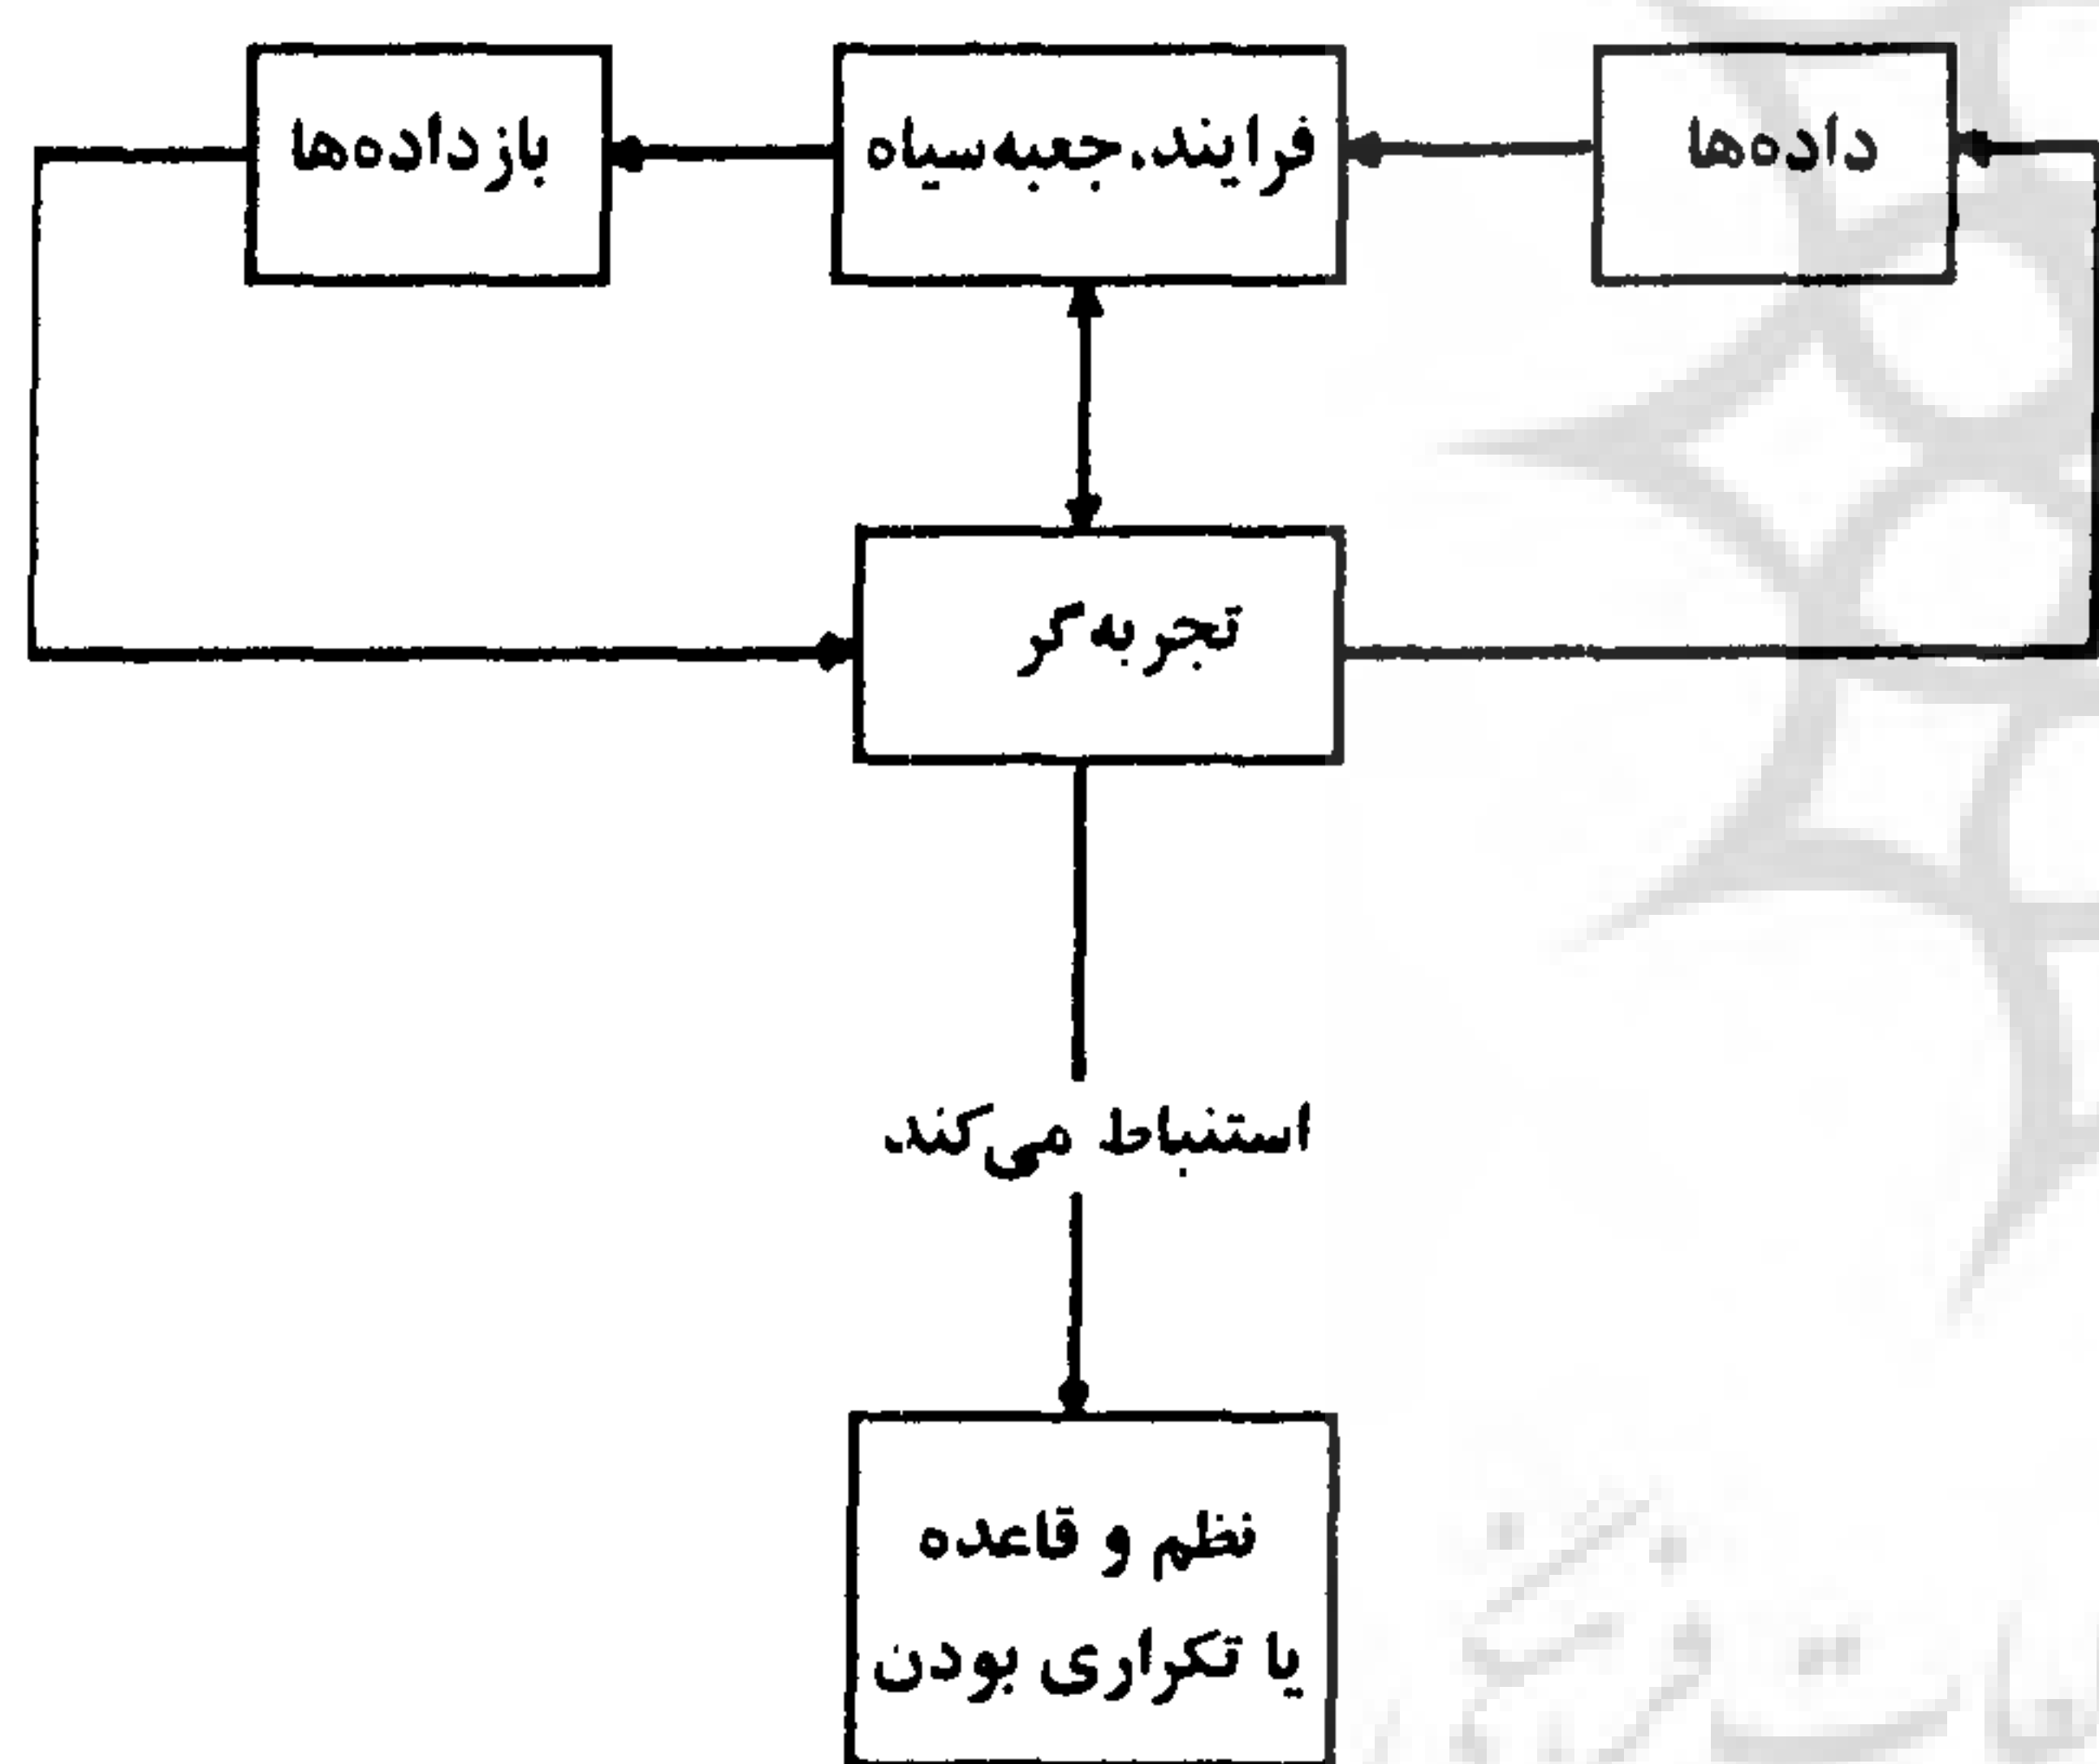 داده‌ها
فرایند.جعبه‌سیاه
بازداده‌ها
تجربه‌گر
استنباط می‌کند.
نظم و قاعده
یا تکراری بودن